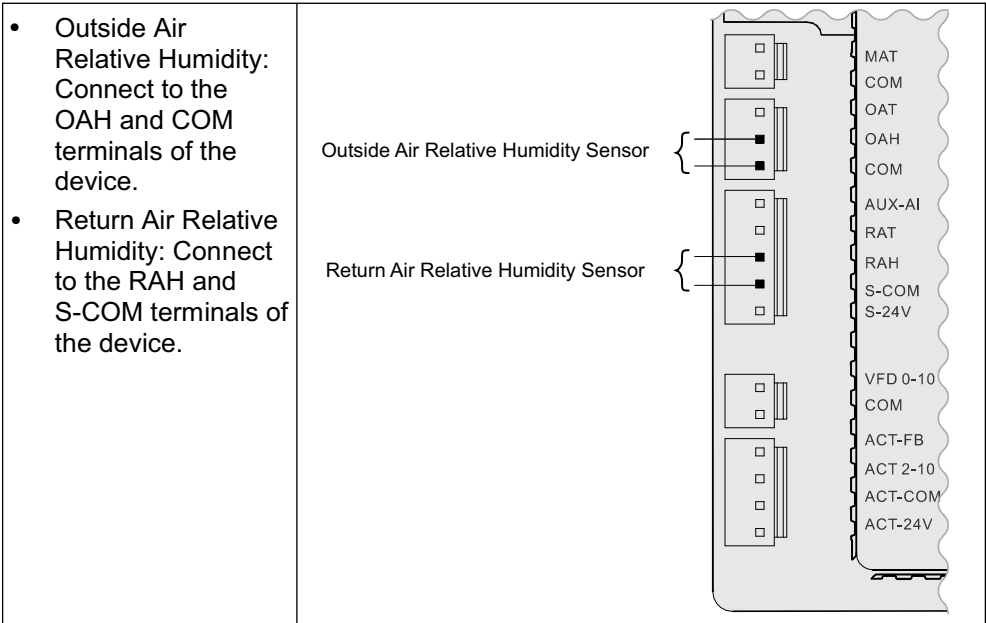 • Outside Air
Relative Humidity:
Connect to the
OAH and COM
terminals of the
device.
• Return Air Relative
Humidity: Connect
to the RAH and
S-COM terminals of
the device.
Outside Air Relative Humidity Sensor
Return Air Relative Humidity Sensor
MAT
COM
OAT
OAH
COM
AUX-AI
RAT
RAH
S-COM
S-24V
VFD 0-10
COM
ACT-FB
ACT 2-10
ACT-COM
ACT-24V